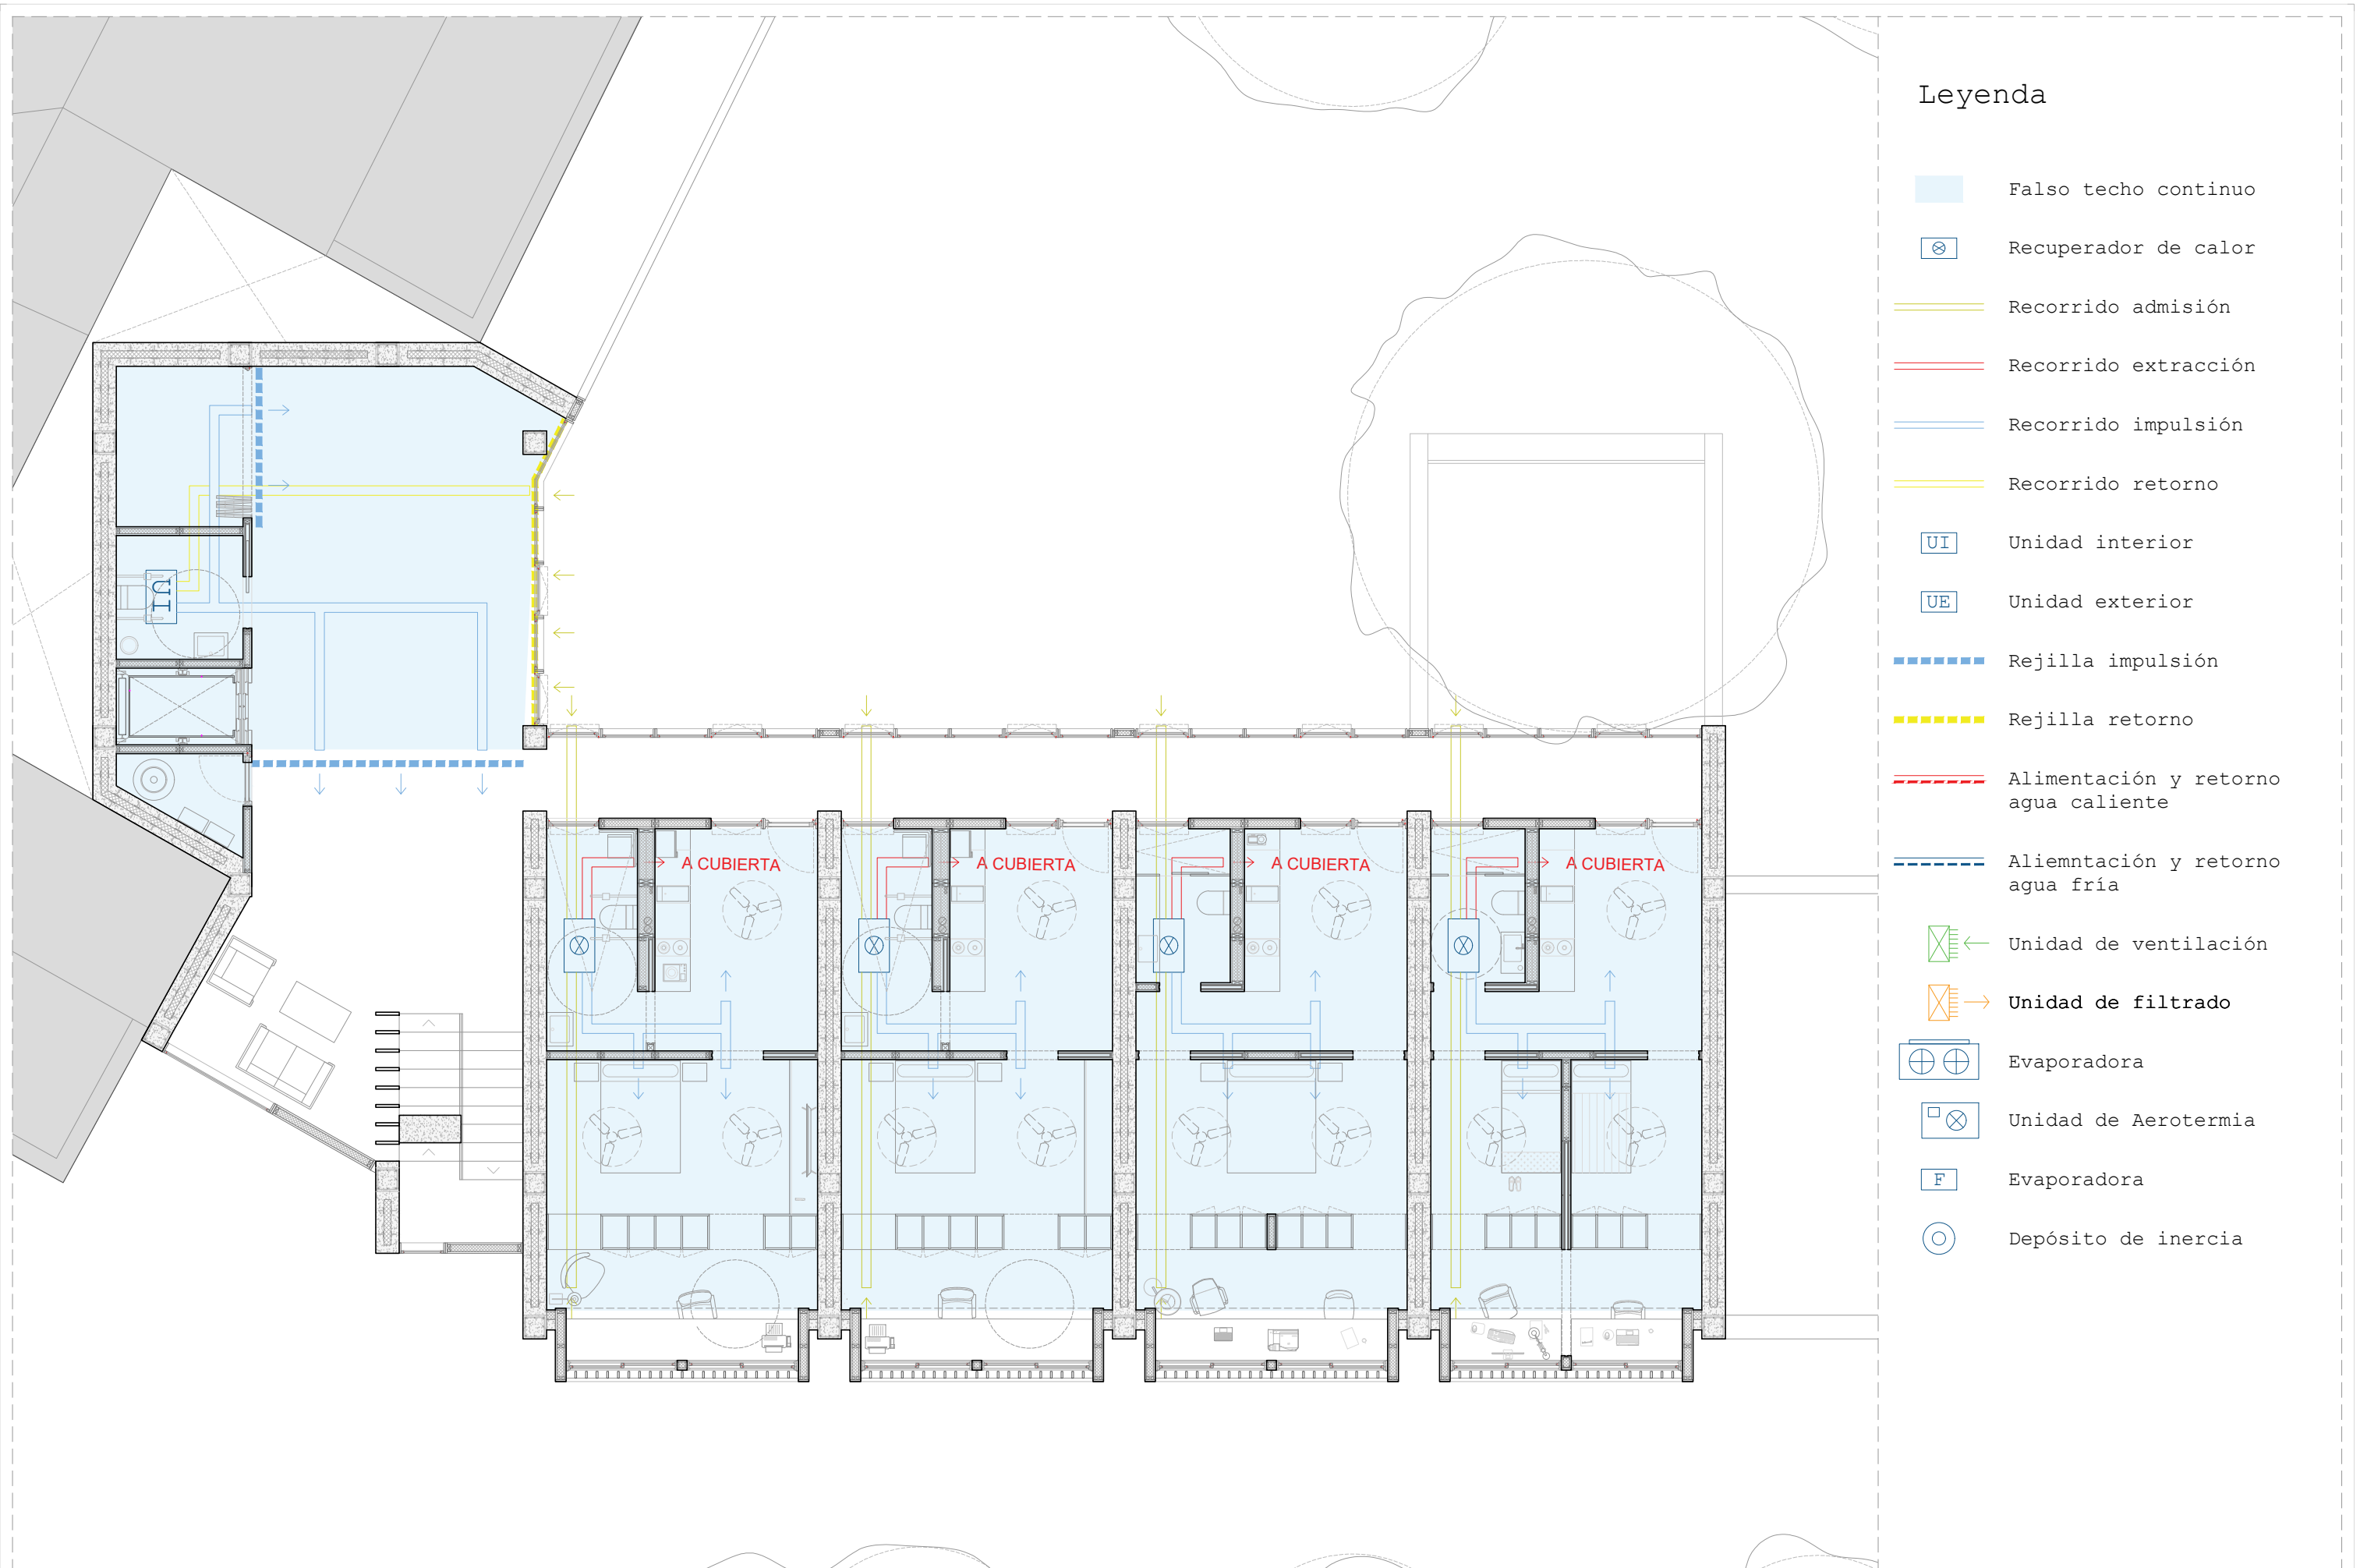 Leyenda
Falso techo continuo
Recuperador de calor
Recorrido admisión
Recorrido extracción
Recorrido impulsión
Recorrido retorno
UI
Unidad interior
UE
Unidad exterior
Rejilla impulsión
Rejilla retorno
Alimentación y retorno
agua caliente
Aliemntación y retorno
agua fría
Unidad de ventilación
Unidad de filtrado
Evaporadora
Unidad de Aerotermia
F
Evaporadora
Depósito de inercia
UI
A CUBIERTA
A CUBIERTA
A CUBIERTA
A CUBIERTA